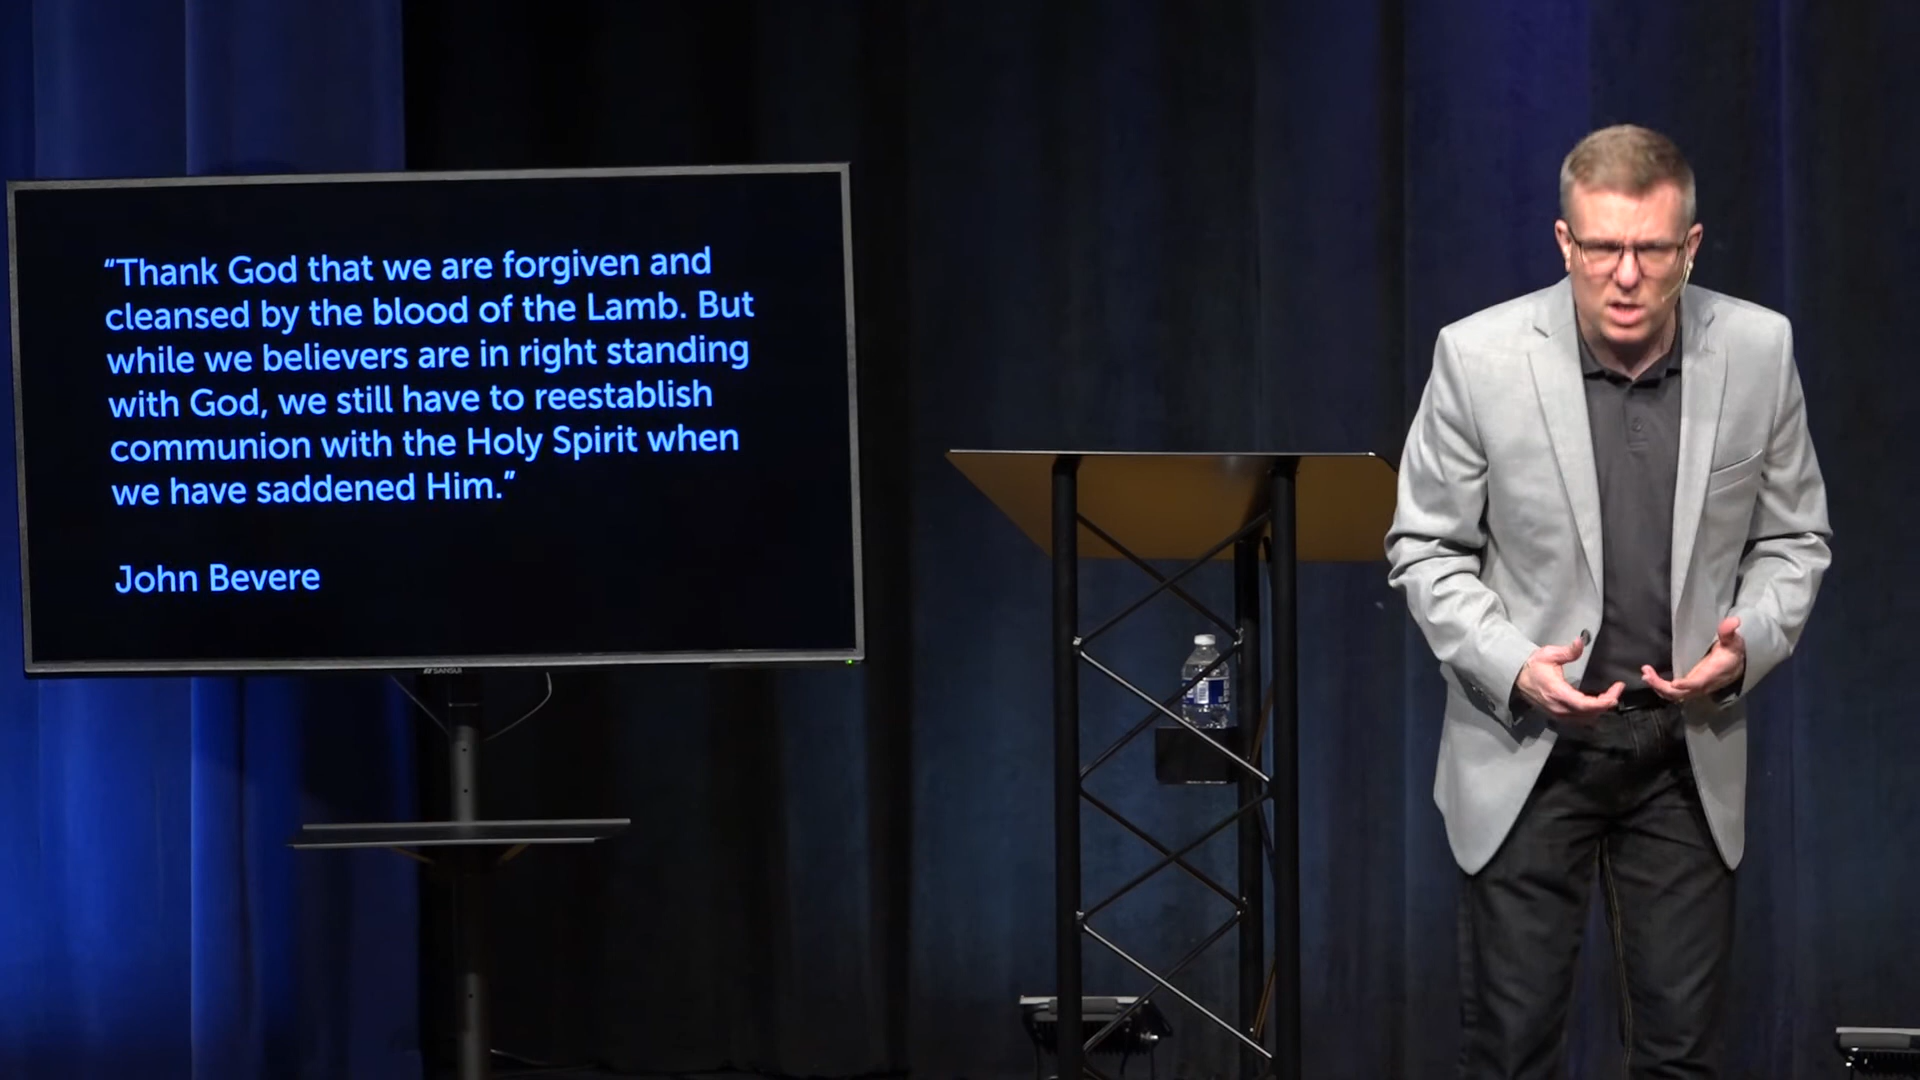 “Thank God that we are forgiven and
cleansed by the blood of the Lamb. But
while we believers are in right standing
with God, we still have to reestablish
communion with the Holy Spirit when
we have saddened Him.”
John Bevere
SANSUI